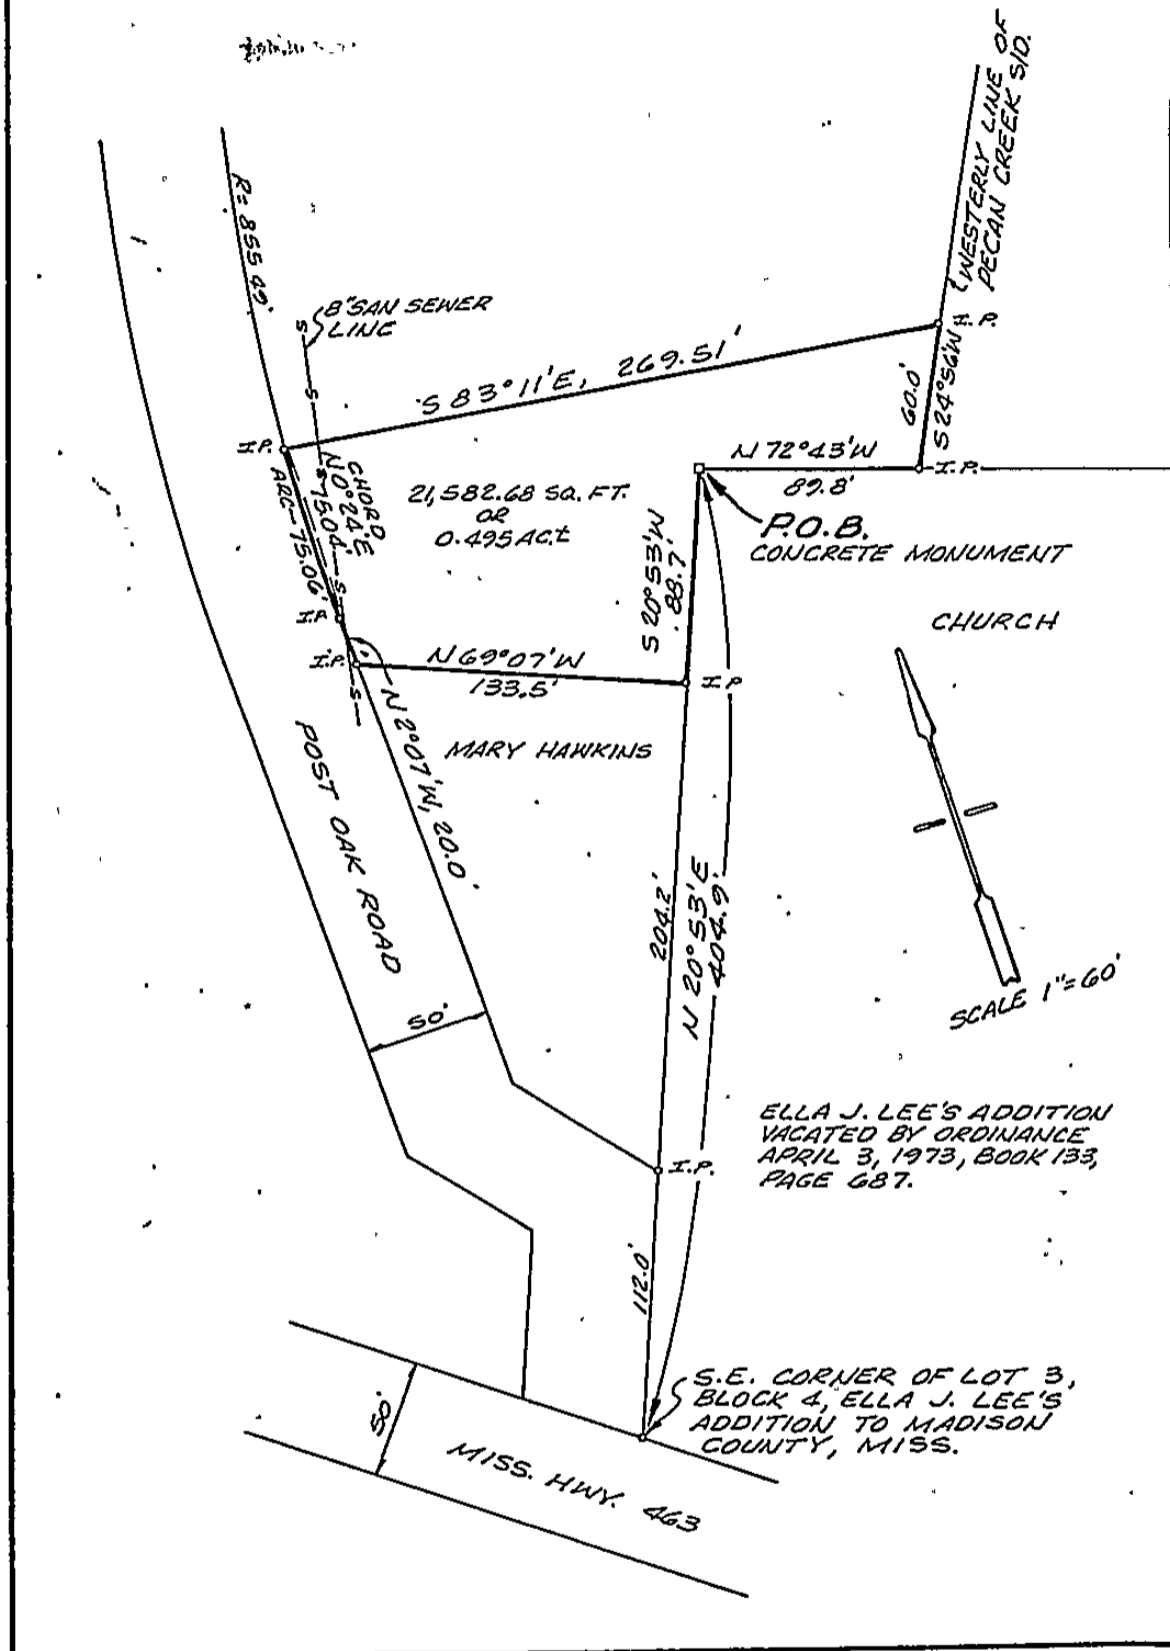 WESTERLY LINE OF
PECAN CREEK S/D.
R= 855.49'
8" SAN SEWER
LINE
S
S
I.P.
S 83°11'E, 269.51'
60.0'
S 24°56'W
I.P.
CHORD
N 0°24'E
75.04'
ARC - 75.06'
S
S
21,582.68 SQ. FT.
OR
0.495 AC.±
N 72°43'W
89.8'
I.P.
P.O.B.
CONCRETE MONUMENT
S 20°53'W
88.7'
CHURCH
I.P.
I.P.
N 69°07'W
133.5'
I.P.
S
N 2°07'W, 20.0'
MARY HAWKINS
POST OAK ROAD
50'
204.2'
N 20°53'E
404.9'
SCALE 1"=60'
ELLA J. LEE'S ADDITION
VACATED BY ORDINANCE
APRIL 3, 1973, BOOK 133,
PAGE 687.
I.P.
112.0'
S.E. CORNER OF LOT 3,
BLOCK 4, ELLA J. LEE'S
ADDITION TO MADISON
COUNTY, MISS.
50'
MISS. HWY. 463